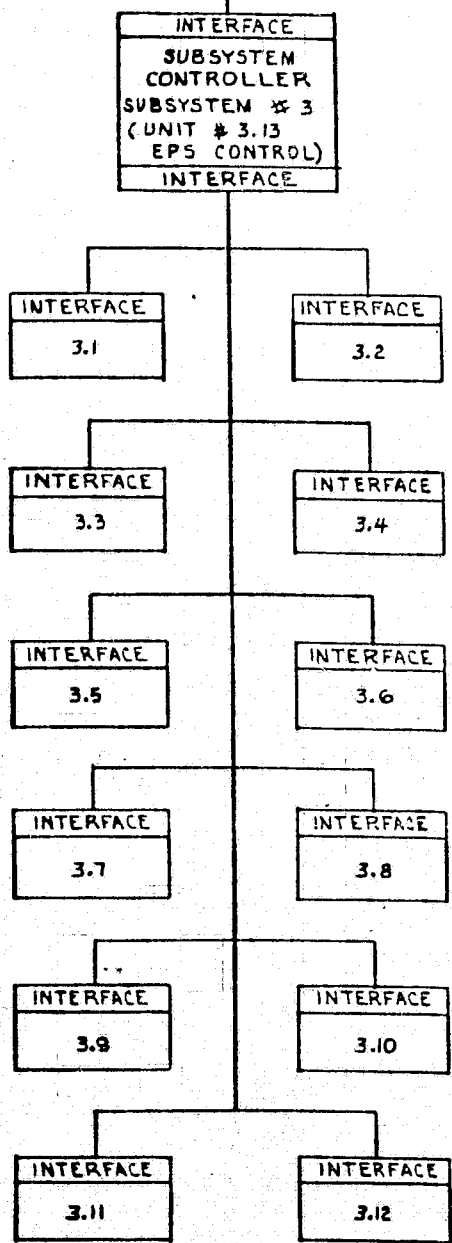 INTERFACE
SUBSYSTEM
CONTROLLER
SUBSYSTEM # 3
(UNIT # 3.13
EPS CONTROL)
INTERFACE
INTERFACE
3.1
INTERFACE
3.2
INTERFACE
3.3
INTERFACE
3.4
INTERFACE
3.5
INTERFACE
3.6
INTERFACE
3.7
INTERFACE
3.8
INTERFACE
3.9
INTERFACE
3.10
INTERFACE
3.11
INTERFACE
3.12